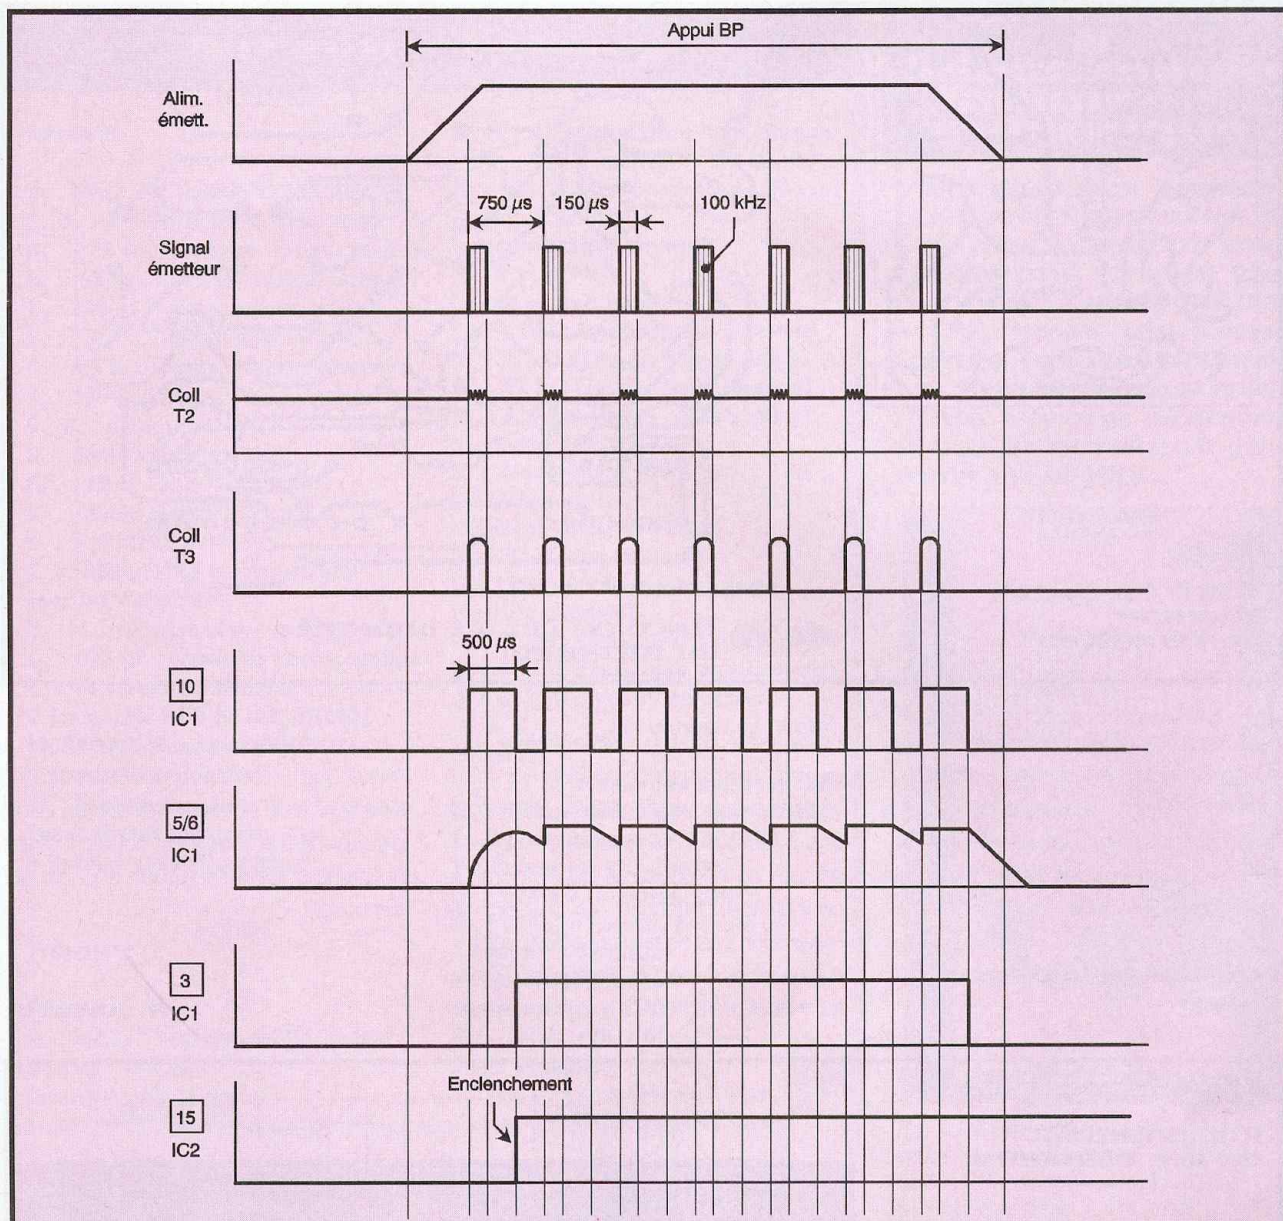 Appui BP
Alim.
émett.
750 µs
150 µs
100 kHz
Signal
émetteur
Coll
T2
Coll
T3
500 µs
10
IC1
5/6
IC1
3
IC1
Enclenchement
15
IC2